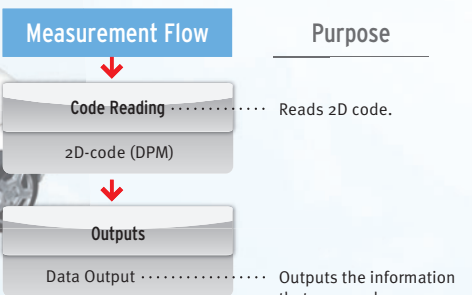 Measurement Flow Purpose
Code Reading ············· Reads 2D code.
2D-code (DPM)
Outputs
Data Output ················· Outputs the information